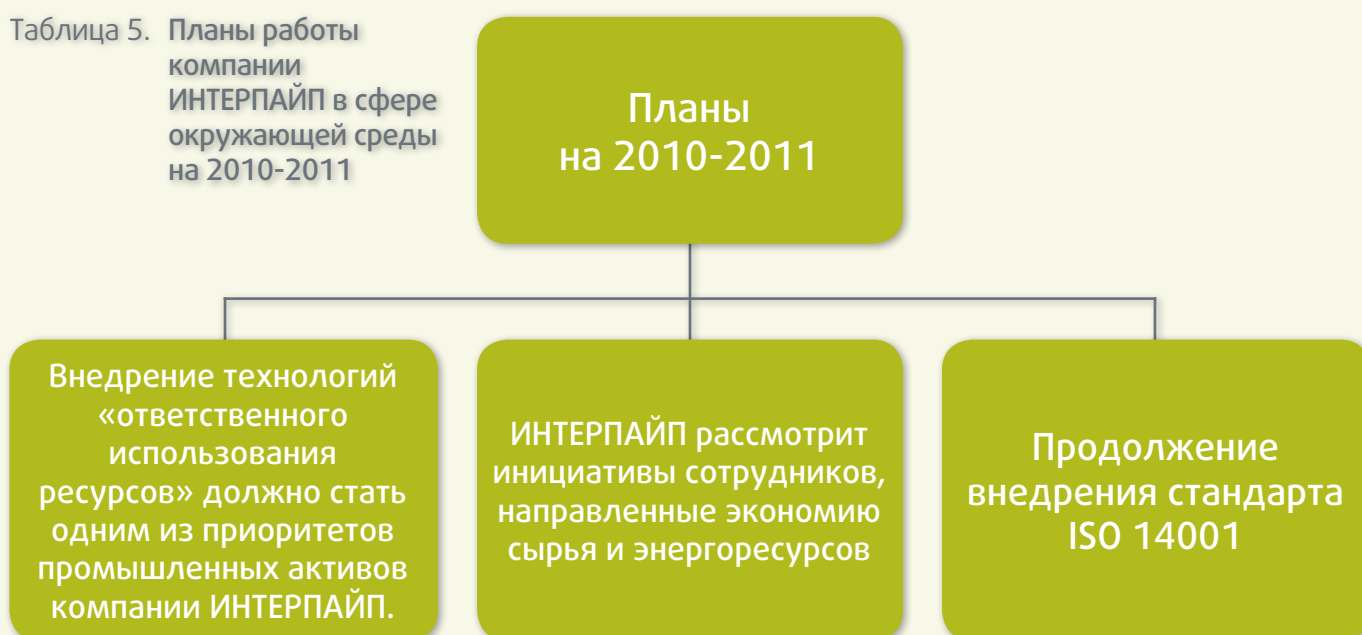 Таблица 5. Планы работы
компании
ИНТЕРПАЙП в сфере
окружающей среды
на 2010-2011
Планы
на 2010-2011
Внедрение технологий
«ответственного
использования
ресурсов» должно стать
одним из приоритетов
промышленных активов
компании ИНТЕРПАЙП.
ИНТЕРПАЙП рассмотрит
инициативы сотрудников,
направленные экономию
сырья и энергоресурсов
Продолжение
внедрения стандарта
ISO 14001